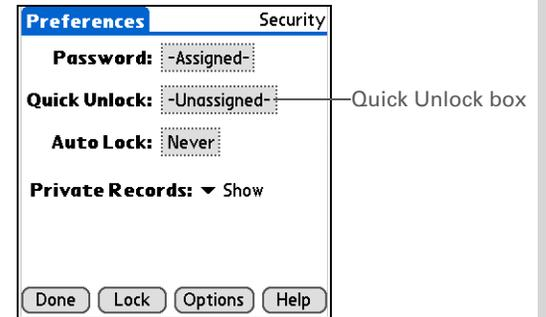 Preferences Security
Password: -Assigned-
Quick Unlock: -Unassigned- Quick Unlock box
Auto Lock: Never
Private Records: Show
Done Lock Options Help